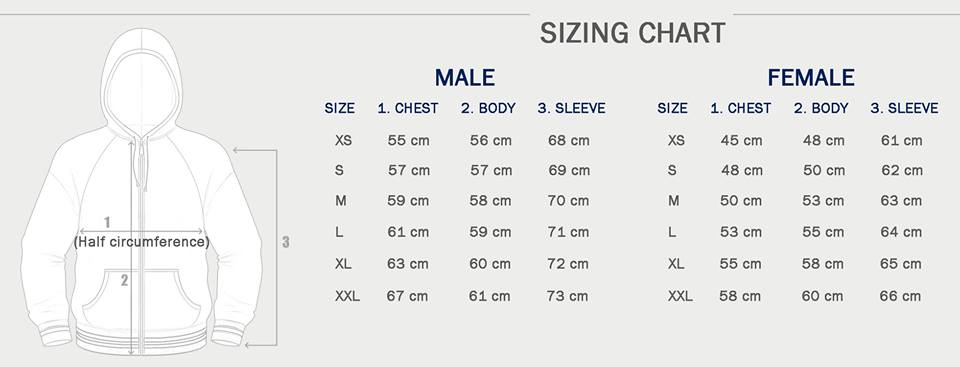 SIZING CHART
MALE FEMALE
SIZE 1. CHEST 2. BODY 3. SLEEVE SIZE 1. CHEST 2. BODY 3. SLEEVE
XS 55 cm 56 cm 68 cm XS 45 cm 48 cm 61 cm
S 57 cm 57 cm 69 cm S 48 cm 50 cm 62 cm
M 59 cm 58 cm 70 cm M 50 cm 53 cm 63 cm
L 61 cm 59 cm 71 cm L 53 cm 55 cm 64 cm
XL 63 cm 60 cm 72 cm XL 55 cm 58 cm 65 cm
XXL 67 cm 61 cm 73 cm XXL 58 cm 60 cm 66 cm
1
(Half circumference)
2
3